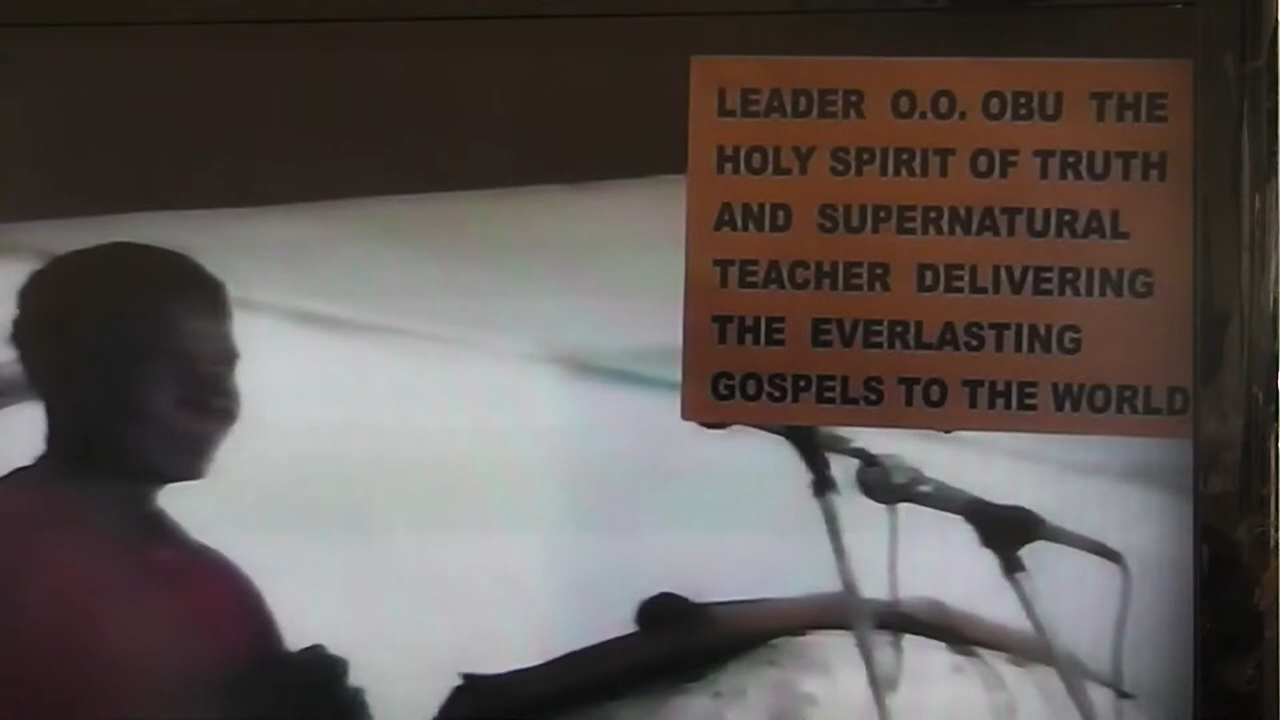 LEADER O.O. OBU THE
HOLY SPIRIT OF TRUTH
AND SUPERNATURAL
TEACHER DELIVERING
THE EVERLASTING
GOSPELS TO THE WORLD